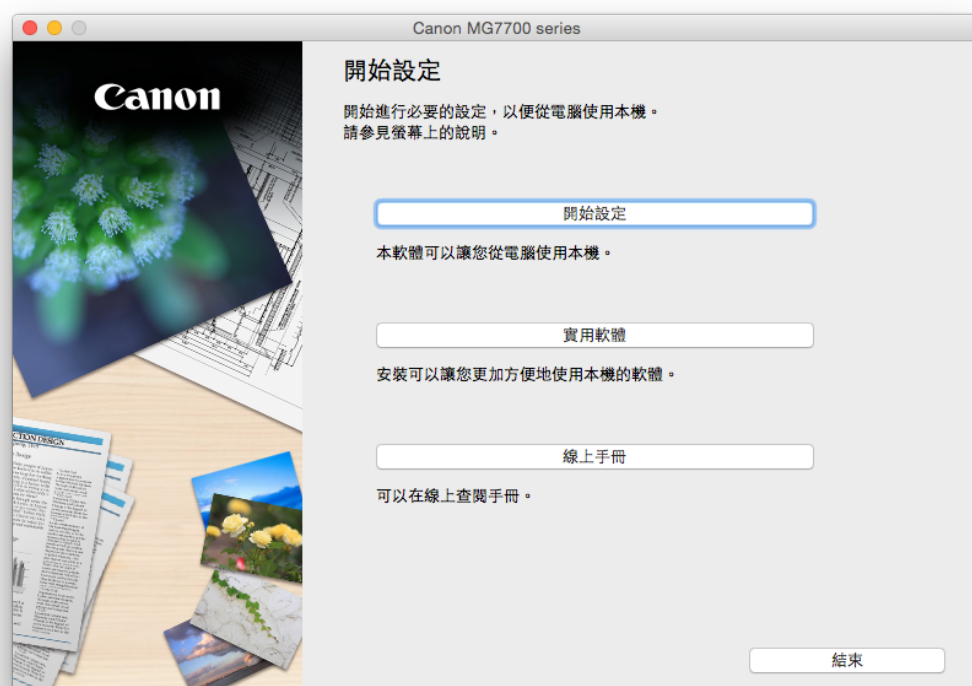 Canon MG7700 series
Canon
開始設定
開始進行必要的設定，以便從電腦使用本機。
請參見螢幕上的說明。
開始設定
本軟體可以讓您從電腦使用本機。
實用軟體
安裝可以讓您更加方便地使用本機的軟體。
線上手冊
可以在線上查閱手冊。
CTION DESIGN
結束